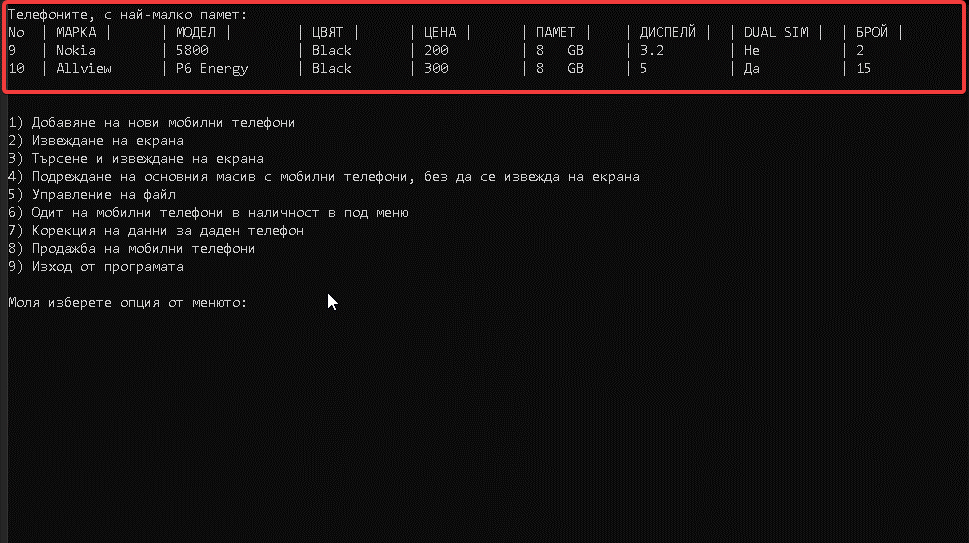 Телефоните, с най-малко памет:
No | МАРКА | | МОДЕЛ | | ЦВЯТ | | ЦЕНА | | ПАМЕТ | | ДИСПЕЛЙ | | DUAL SIM | | БРОЙ |
9 | Nokia | 5800 | Black | 200 | 8 GB | 3.2 | Не | 2
10 | Allview | P6 Energy | Black | 300 | 8 GB | 5 | Да | 15
1) Добавяне на нови мобилни телефони
2) Извеждане на екрана
3) Търсене и извеждане на екрана
4) Подреждане на основния масив с мобилни телефони, без да се извежда на екрана
5) Управление на файл
6) Одит на мобилни телефони в наличност в под меню
7) Корекция на данни за даден телефон
8) Продажба на мобилни телефони
9) Изход от програмата
Моля изберете опция от менюто: